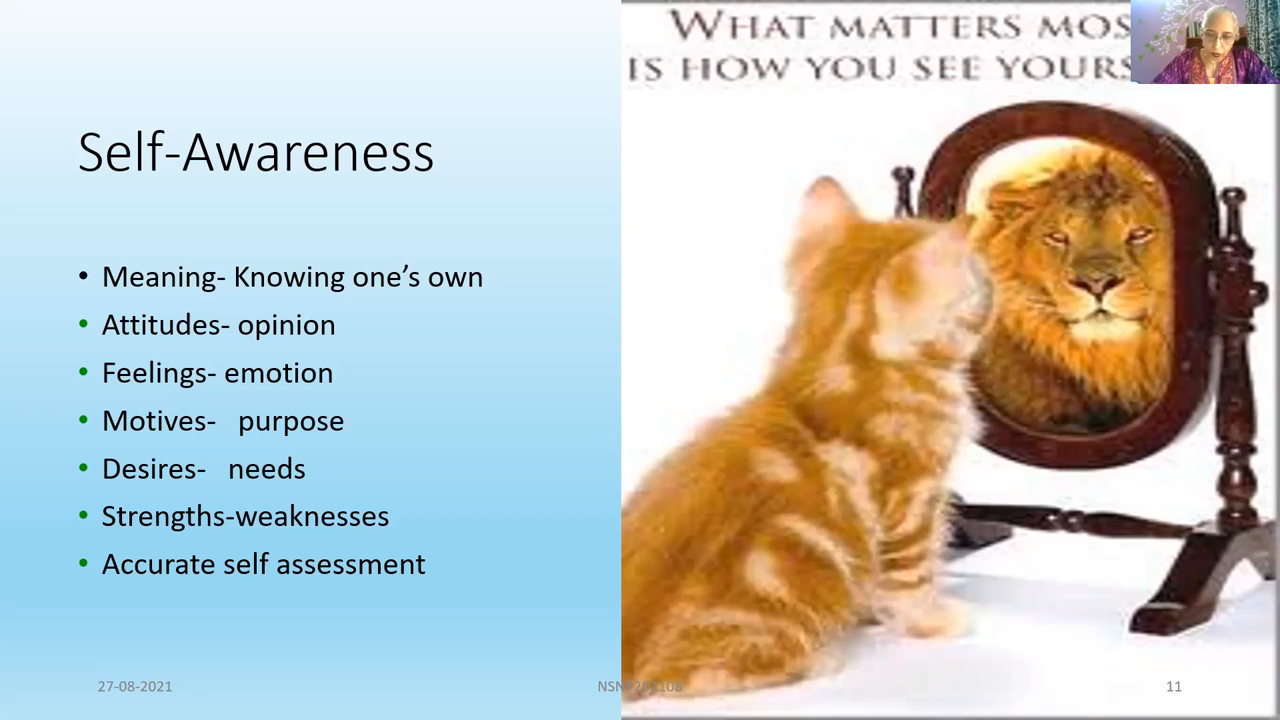 Self-Awareness
• Meaning- Knowing one’s own
• Attitudes- opinion
• Feelings- emotion
• Motives- purpose
• Desires- needs
• Strengths-weaknesses
• Accurate self assessment
WHAT MATTERS MOS
IS HOW YOU SEE YOURS
27-08-2021
11